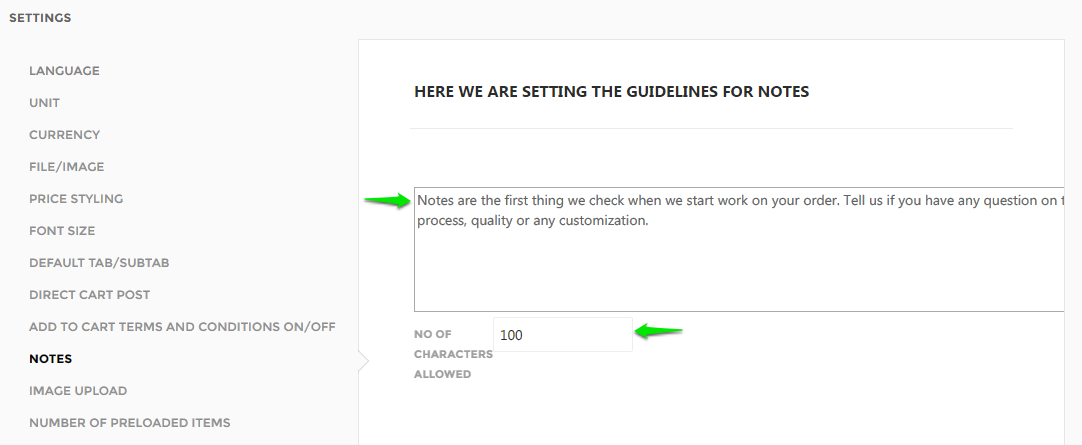 SETTINGS
LANGUAGE
UNIT
CURRENCY
FILE/IMAGE
PRICE STYLING
FONT SIZE
DEFAULT TAB/SUBTAB
DIRECT CART POST
ADD TO CART TERMS AND CONDITIONS ON/OFF
NOTES
IMAGE UPLOAD
NUMBER OF PRELOADED ITEMS
HERE WE ARE SETTING THE GUIDELINES FOR NOTES
Notes are the first thing we check when we start work on your order. Tell us if you have any question on
process, quality or any customization.
NO OF
CHARACTERS
ALLOWED
100